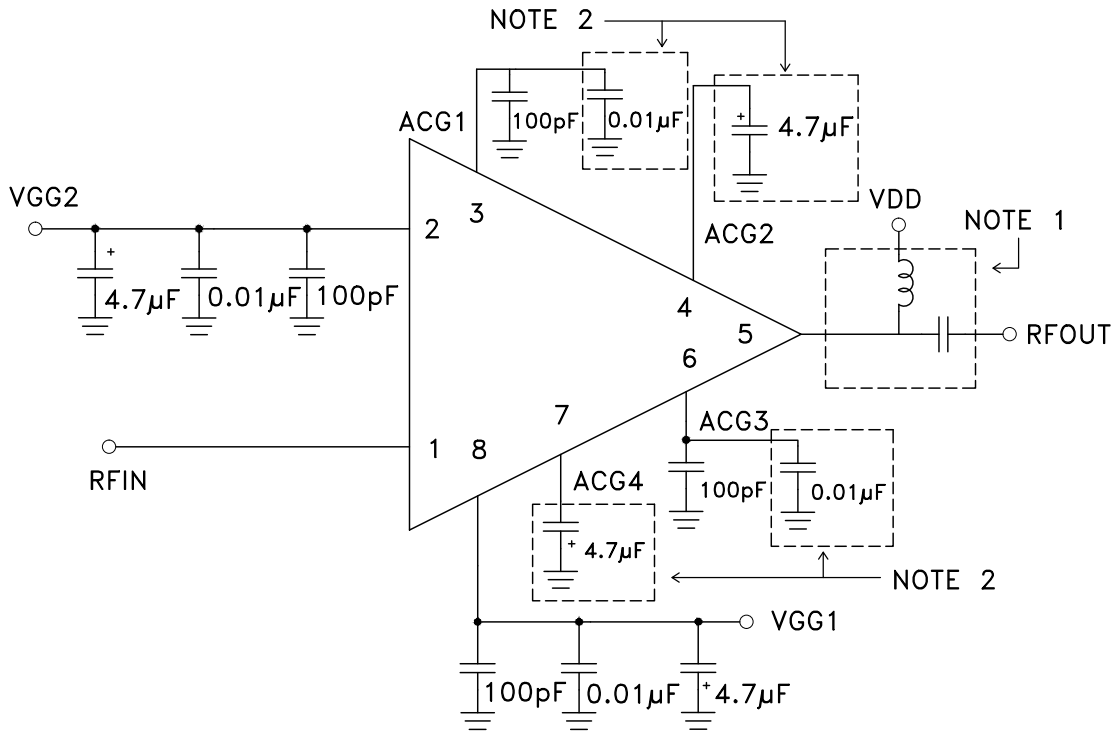 NOTE 2
ACG1
100pF
0.01µF
4.7µF
VGG2
2
3
ACG2
VDD
NOTE 1
4.7µF
0.01µF
100pF
4
5
RFOUT
6
7
ACG3
RFIN
1
8
ACG4
100pF
0.01µF
4.7µF
NOTE 2
VGG1
100pF
0.01µF
4.7µF
+
+
+
+